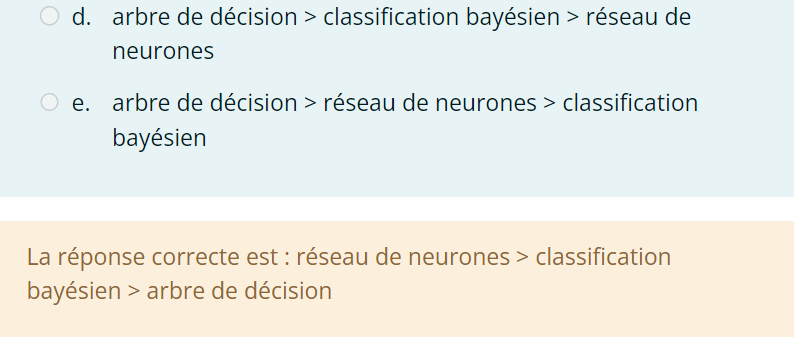 d. arbre de décision > classification bayésien > réseau de
neurones
e. arbre de décision > réseau de neurones > classification
bayésien
La réponse correcte est : réseau de neurones > classification
bayésien > arbre de décision